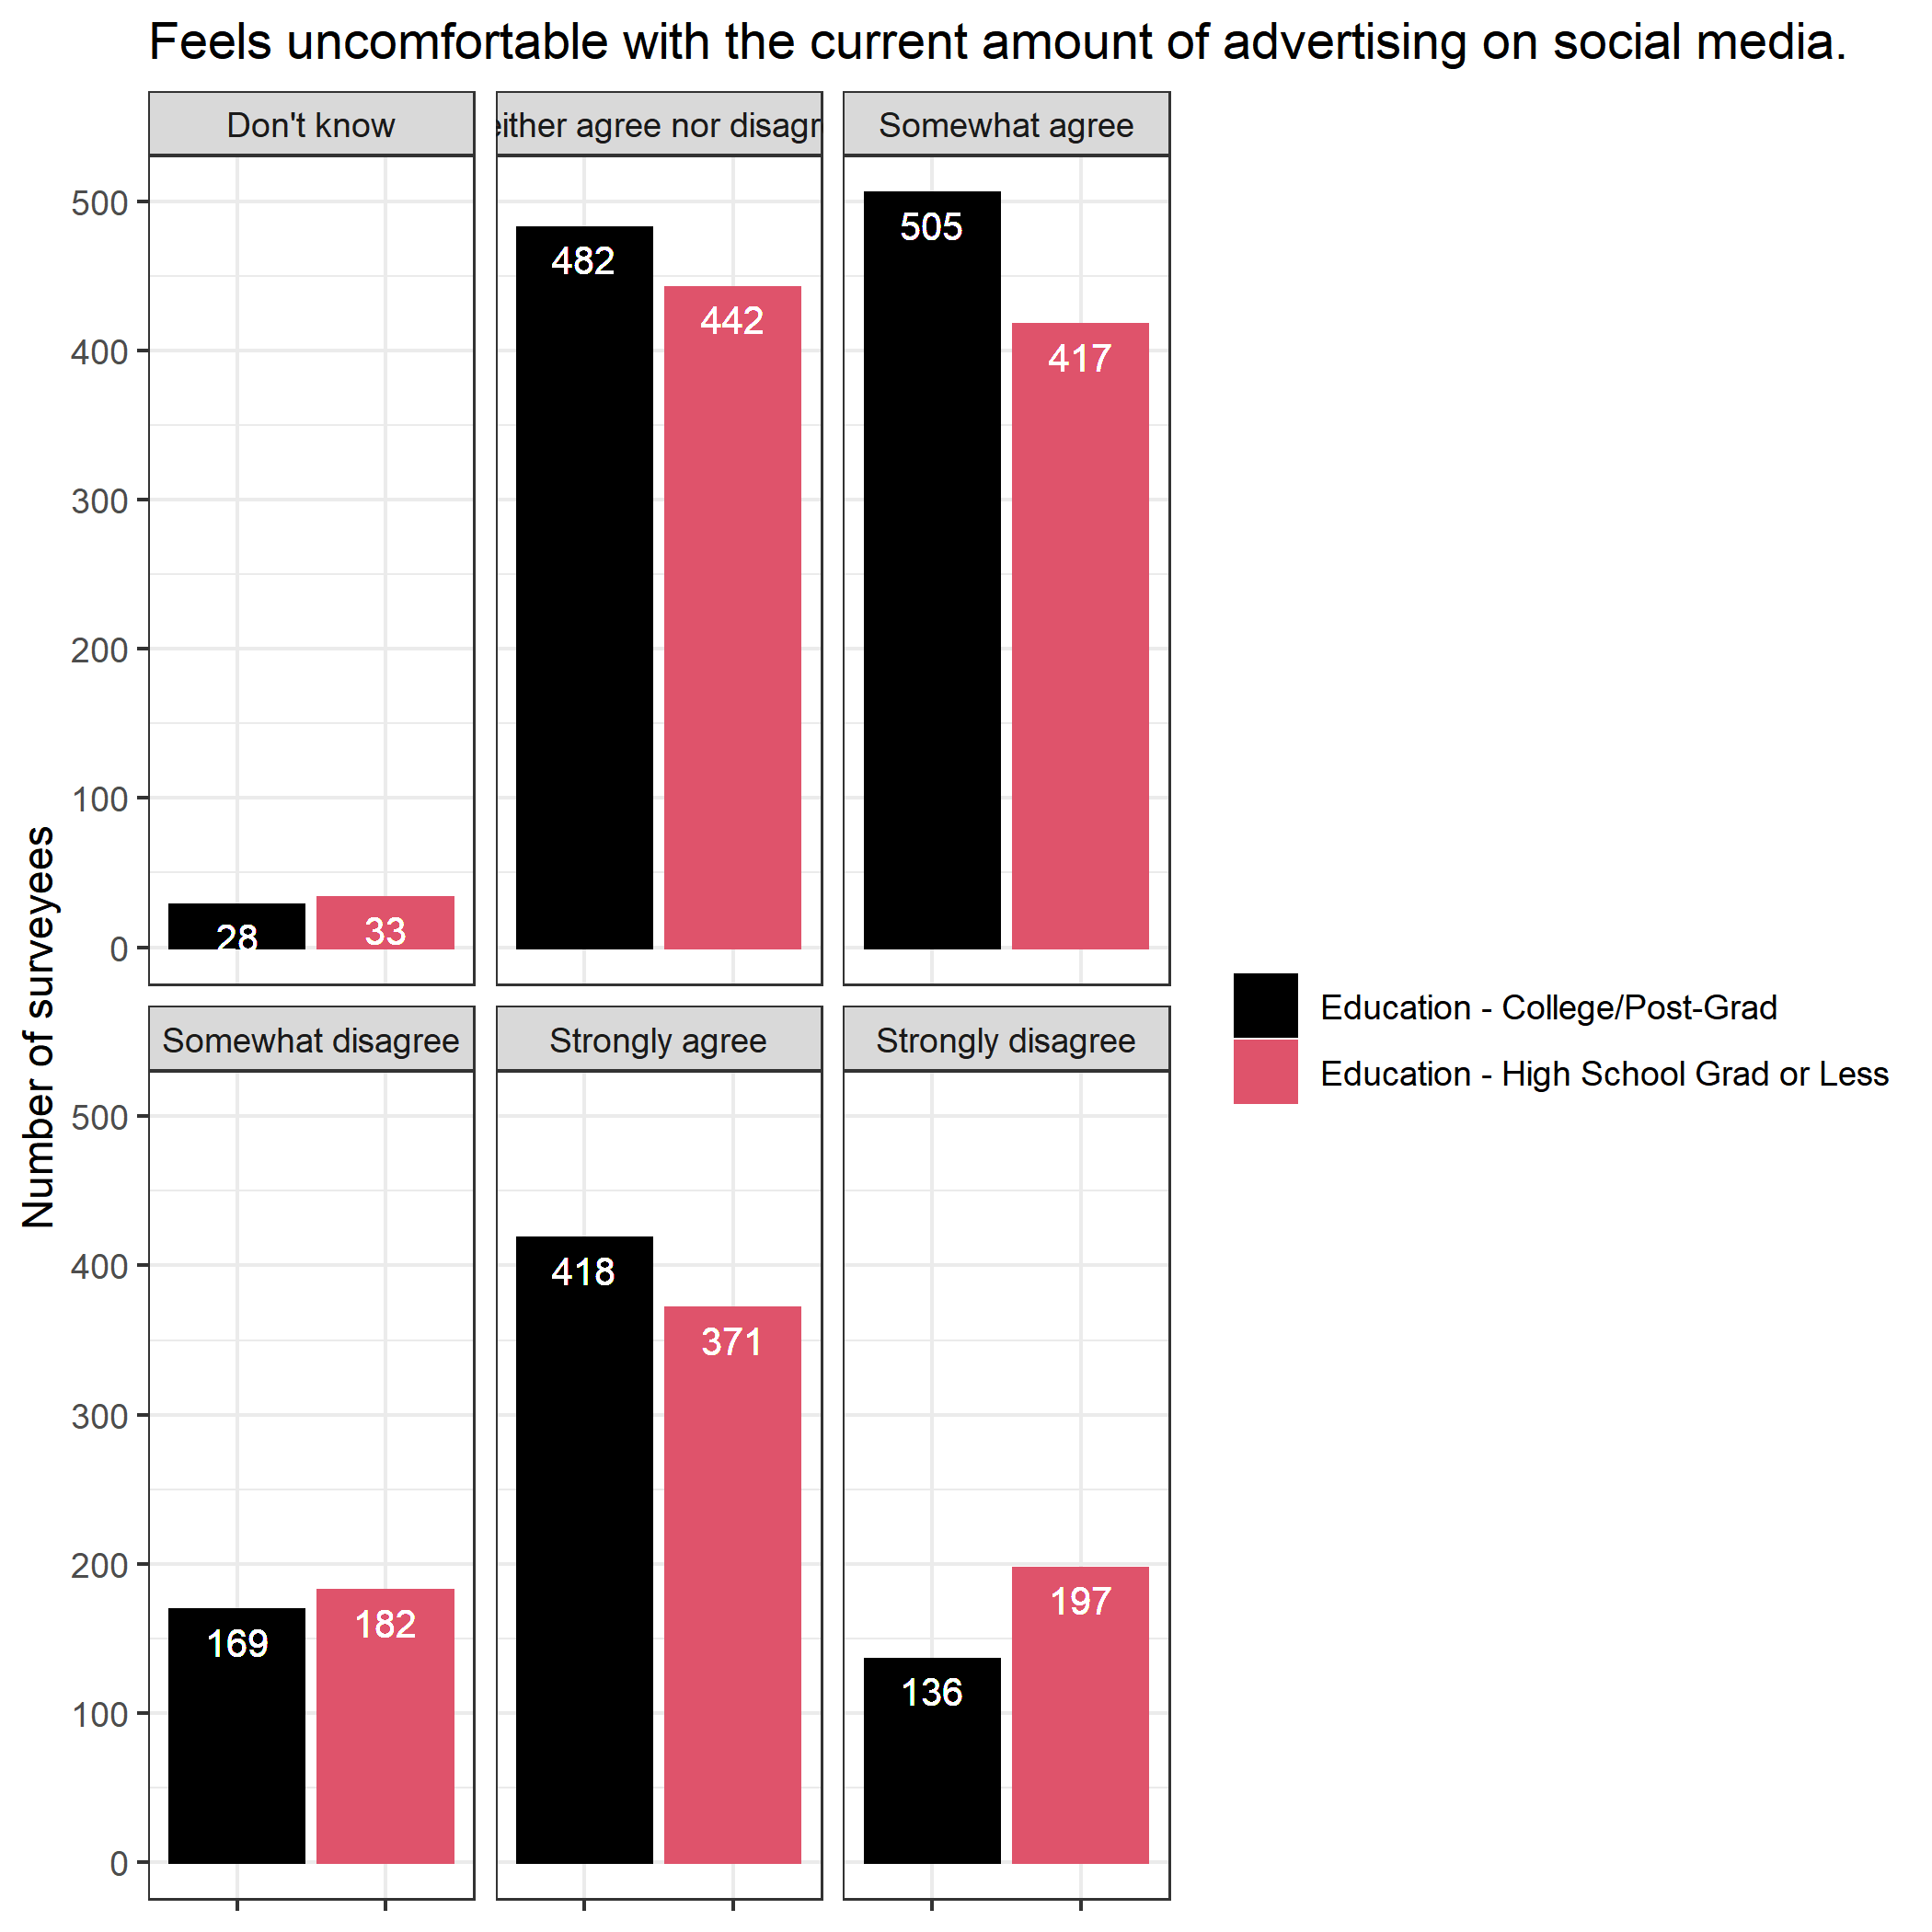 Feels uncomfortable with the current amount of advertising on social media.
Don't know
either agree nor disagr
Somewhat agree
500
400
300
200
100
0
28
33
482
442
505
417
Number of surveyees
Somewhat disagree
Strongly agree
Strongly disagree
500
400
300
200
100
0
169
182
418
371
136
197
Education - College/Post-Grad
Education - High School Grad or Less